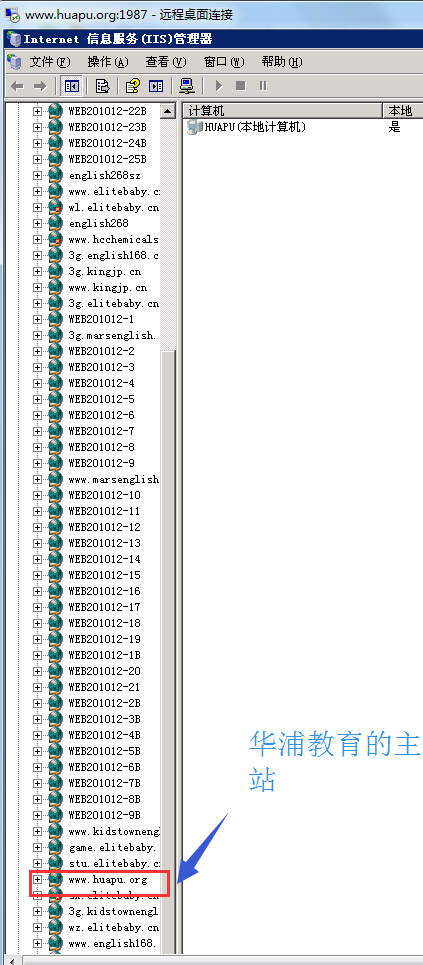 www.huapu.org:1987 - 远程桌面连接
Internet 信息服务(IIS)管理器
文件(F) 操作(A) 查看(V) 窗口(W) 帮助(H)
计算机 本地
HUAPU(本地计算机) 是
WEB201012-22B
WEB201012-23B
WEB201012-24B
WEB201012-25B
english268sz
www.elitebaby.c
wl.elitebaby.cn
english268
www.hcchemicals
3g.english168.c
3g.kingjp.cn
www.kingjp.cn
3g.elitebaby.cn
WEB201012-1
3g.marsenglish.
WEB201012-2
WEB201012-3
WEB201012-4
WEB201012-5
WEB201012-6
WEB201012-7
WEB201012-8
WEB201012-9
www.marsenglish
WEB201012-10
WEB201012-11
WEB201012-12
WEB201012-13
WEB201012-14
WEB201012-15
WEB201012-16
WEB201012-17
WEB201012-18
WEB201012-19
WEB201012-1B
WEB201012-20
WEB201012-21
WEB201012-2B
WEB201012-3B
WEB201012-4B
WEB201012-5B
WEB201012-6B
WEB201012-7B
WEB201012-8B
WEB201012-9B
www.kidstowneng
game.elitebaby.
stu.elitebaby.c
www.huapu.org
.elitebaby.cn
3g.kidstownengl
wz.elitebaby.cn
www.english168.
华浦教育的主
站